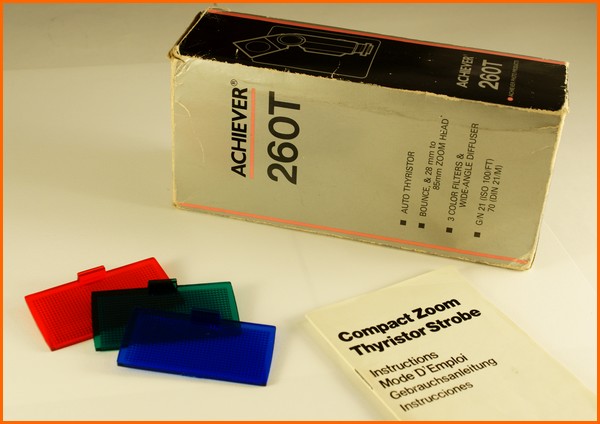 ACHIEVER®
260T
■ AUTO THYRISTOR
■ BOUNCE, & 28 mm to
85mm ZOOM HEAD
■ 3 COLOR FILTERS &
WIDE-ANGLE DIFFUSER
■ G/N 21 (ISO 100/FT)
70 (DIN 21/M)
ACHIEVER®
260T
Compact Zoom
Thyristor Strobe
Instructions
Mode D'Emploi
Gebrauchsanleitung
Instrucciones